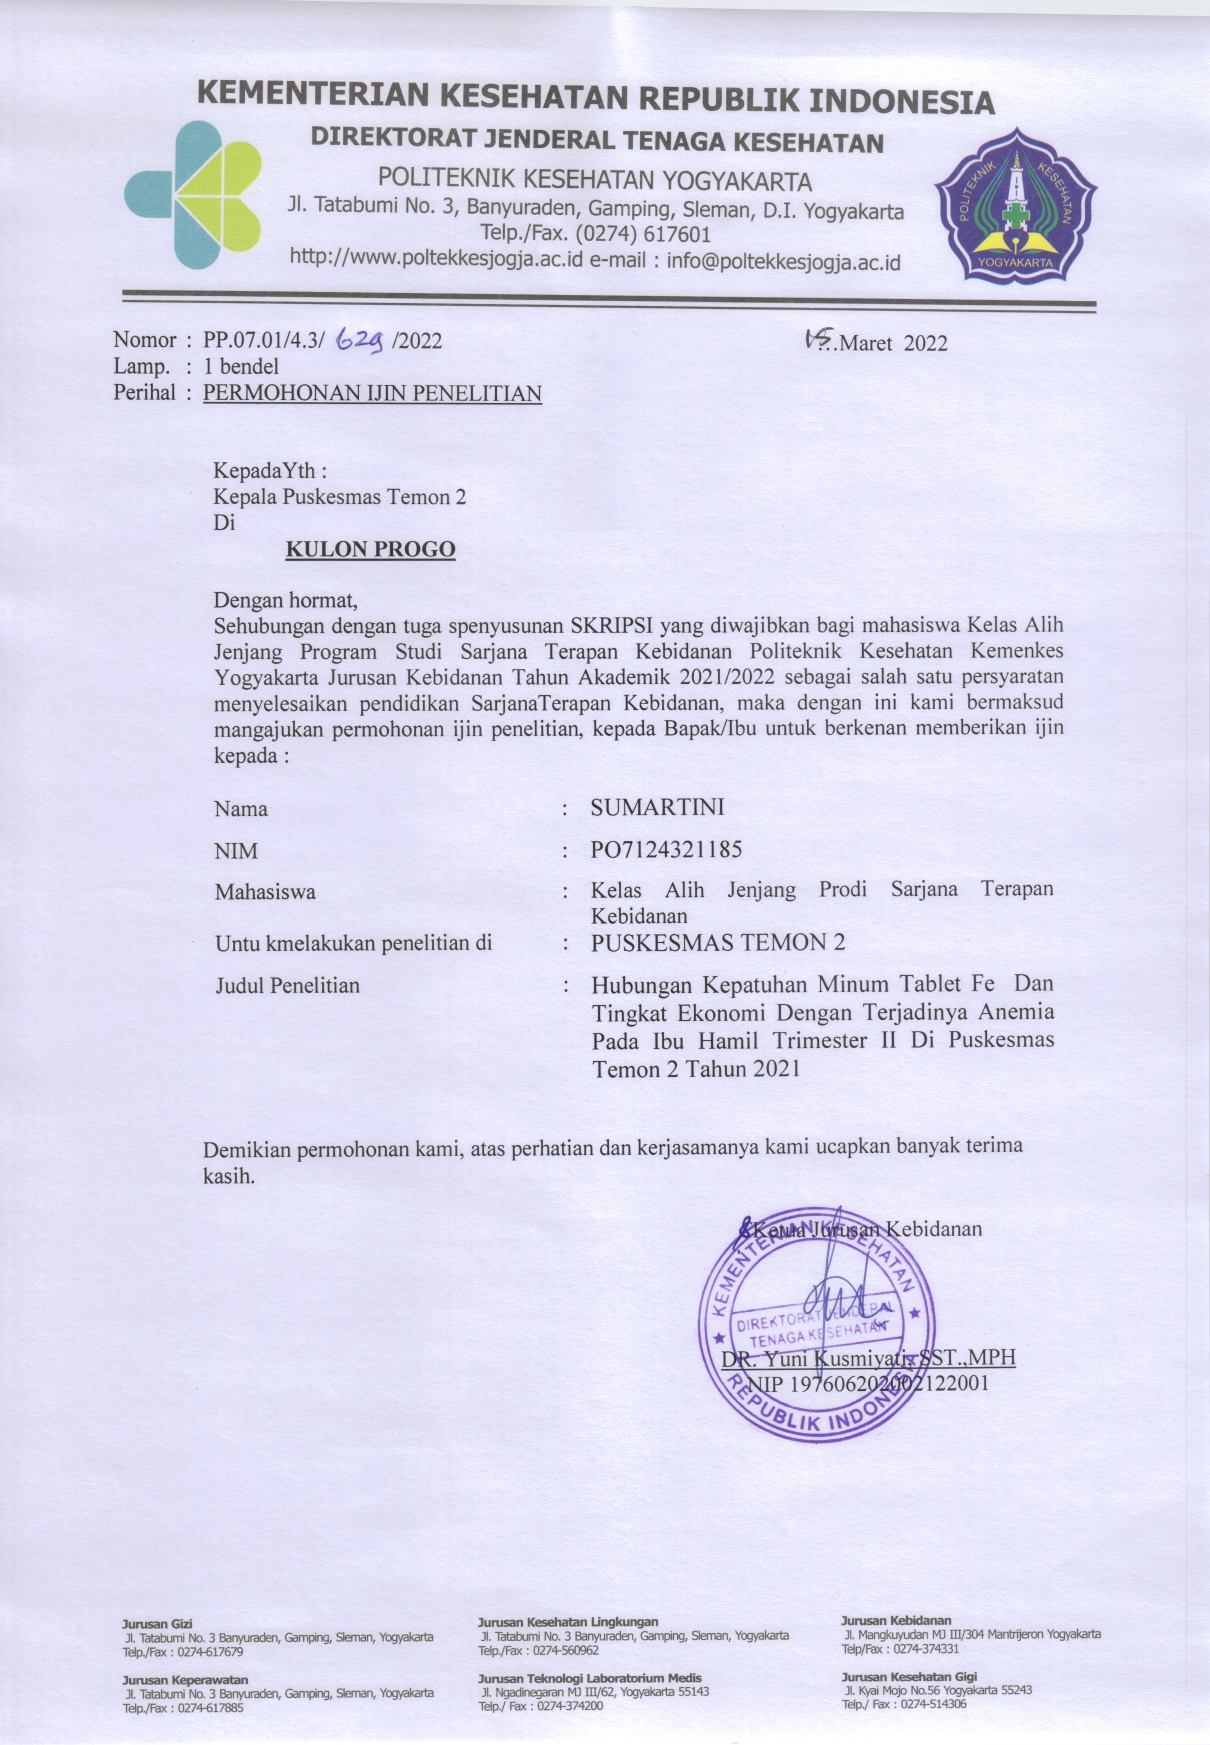 KEMENTERIAN KESEHATAN REPUBLIK INDONESIA
DIREKTORAT JENDERAL TENAGA KESEHATAN
POLITEKNIK KESEHATAN YOGYAKARTA
Jl. Tatabumi No. 3, Banyuraden, Gamping, Sleman, D.I. Yogyakarta
Telp./Fax. (0274) 617601
http://www.poltekkesjogja.ac.id e-mail : info@poltekkesjogja.ac.id
POLITEKNIK KESEHATAN
YOGYAKARTA
Nomor : PP.07.01/4.3/ 629 /2022 15...Maret 2022
Lamp. : 1 bendel
Perihal : PERMOHONAN IJIN PENELITIAN
KepadaYth :
Kepala Puskesmas Temon 2
Di
KULON PROGO
Dengan hormat,
Sehubungan dengan tuga spenyusunan SKRIPSI yang diwajibkan bagi mahasiswa Kelas Alih
Jenjang Program Studi Sarjana Terapan Kebidanan Politeknik Kesehatan Kemenkes
Yogyakarta Jurusan Kebidanan Tahun Akademik 2021/2022 sebagai salah satu persyaratan
menyelesaikan pendidikan SarjanaTerapan Kebidanan, maka dengan ini kami bermaksud
mangajukan permohonan ijin penelitian, kepada Bapak/Ibu untuk berkenan memberikan ijin
kepada :
Nama : SUMARTINI
NIM : PO7124321185
Mahasiswa : Kelas Alih Jenjang Prodi Sarjana Terapan
Kebidanan
Untu kmelakukan penelitian di : PUSKESMAS TEMON 2
Judul Penelitian : Hubungan Kepatuhan Minum Tablet Fe Dan
Tingkat Ekonomi Dengan Terjadinya Anemia
Pada Ibu Hamil Trimester II Di Puskesmas
Temon 2 Tahun 2021
Demikian permohonan kami, atas perhatian dan kerjasamanya kami ucapkan banyak terima
kasih.
Ketua Jurusan Kebidanan
KEMENTERIAN KESEHATAN
DIREKTORAT JENDERAL
TENAGA KESEHATAN
REPUBLIK INDONESIA
DR. Yuni Kusmiyati, SST.,MPH
NIP 197606202002122001
Jurusan Gizi
Jl. Tatabumi No. 3 Banyuraden, Gamping, Sleman, Yogyakarta
Telp./Fax : 0274-617679
Jurusan Kesehatan Lingkungan
Jl. Tatabumi No. 3 Banyuraden, Gamping, Sleman, Yogyakarta
Telp./Fax : 0274-560962
Jurusan Kebidanan
Jl. Mangkuyudan MJ III/304 Mantrijeron Yogyakarta
Telp/Fax : 0274-374331
Jurusan Keperawatan
Jl. Tatabumi No. 3 Banyuraden, Gamping, Sleman, Yogyakarta
Telp./Fax : 0274-617885
Jurusan Teknologi Laboratorium Medis
Jl. Ngadinegaran MJ III/62, Yogyakarta 55143
Telp./ Fax : 0274-374200
Jurusan Kesehatan Gigi
Jl. Kyai Mojo No.56 Yogyakarta 55243
Telp./ Fax : 0274-514306